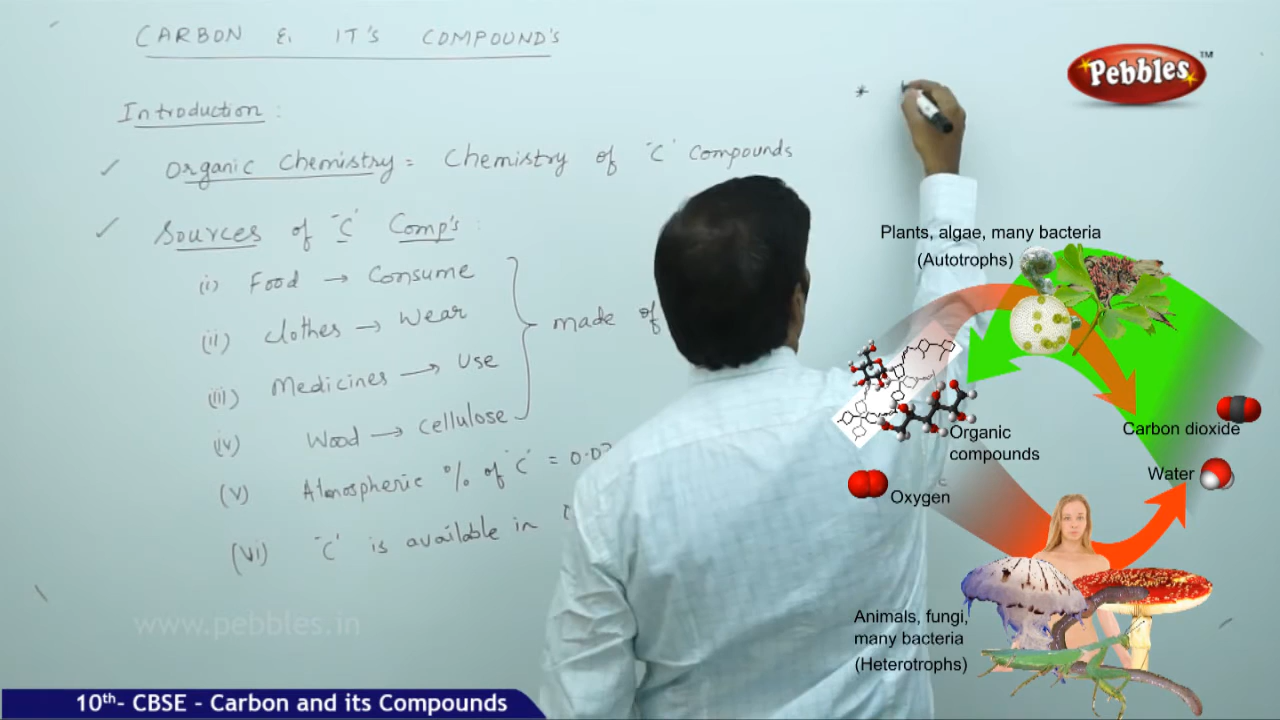 CARBON & IT'S COMPOUND'S
Introduction :
✓ Organic Chemistry = Chemistry of 'C' Compounds
✓ Sources of 'C' Comp's :
(i) Food → Consume
(ii) Clothes → Wear
(iii) Medicines → Use
(iv) Wood → cellulose
made of
(v) Atmospheric % of 'C' = 0.03
(vi) 'C' is available in
*
Pebbles™
Plants, algae, many bacteria
(Autotrophs)
Organic
compounds
Oxygen
Carbon dioxide
Water
Animals, fungi,
many bacteria
(Heterotrophs)
www.pebbles.in
10th- CBSE - Carbon and its Compounds